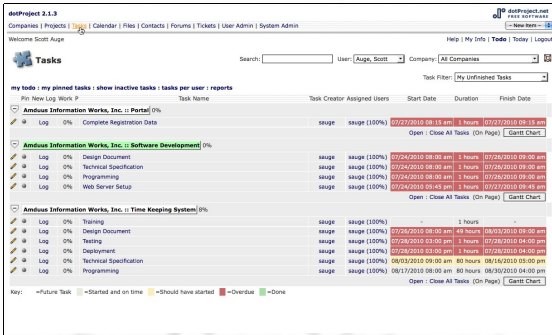 dotProject 2.1.3
dotProject.net
FREE SOFTWARE
Companies | Projects | Tasks | Calendar | Files | Contacts | Forums | Tickets | User Admin | System Admin
- New Item -
Welcome Scott Auge
Help | My Info | Todo | Today | Logout
Tasks
Search:
User: Auge, Scott
Company: All Companies
Task Filter: My Unfinished Tasks
my todo : my pinned tasks : show inactive tasks : tasks per user : reports
Pin New Log Work P Task Name Task Creator Assigned Users Start Date Duration Finish Date
Amduus Information Works, Inc. :: Portal 0%
Log 0% Complete Registration Data sauge sauge (100%) 07/27/2010 08:15 am 1 hours 07/27/2010 09:15 am
Open : Close All Tasks (On Page) Gantt Chart
Amduus Information Works, Inc. :: Software Development 0%
Log 0% Design Document sauge sauge (100%) 07/24/2010 08:00 am 1 hours 07/26/2010 09:00 am
Log 0% Technical Specification sauge sauge (100%) 07/24/2010 08:00 am 1 hours 07/26/2010 09:00 am
Log 0% Programming sauge sauge (100%) 07/24/2010 08:00 am 1 hours 07/26/2010 09:00 am
Log 0% Web Server Setup sauge sauge (100%) 07/24/2010 05:45 pm 1 hours 07/27/2010 09:45 am
Open : Close All Tasks (On Page) Gantt Chart
Amduus Information Works, Inc. :: Time Keeping System 8%
Log 0% Training sauge sauge (100%) - 1 hours -
Log 0% Design Document sauge sauge (100%) 07/26/2010 08:00 am 49 hours 08/03/2010 09:00 am
Log 0% Testing sauge sauge (100%) 07/28/2010 03:00 pm 1 hours 07/28/2010 04:00 pm
Log 0% Deployment sauge sauge (100%) 07/28/2010 03:00 pm 1 hours 07/28/2010 04:00 pm
Log 0% Technical Specification sauge sauge (100%) 08/03/2010 09:00 am 80 hours 08/16/2010 05:00 pm
Log 0% Programming sauge sauge (100%) 08/17/2010 08:00 am 80 hours 08/30/2010 04:00 pm
Open : Close All Tasks (On Page) Gantt Chart
Key: =Future Task =Started and on time =Should have started =Overdue =Done